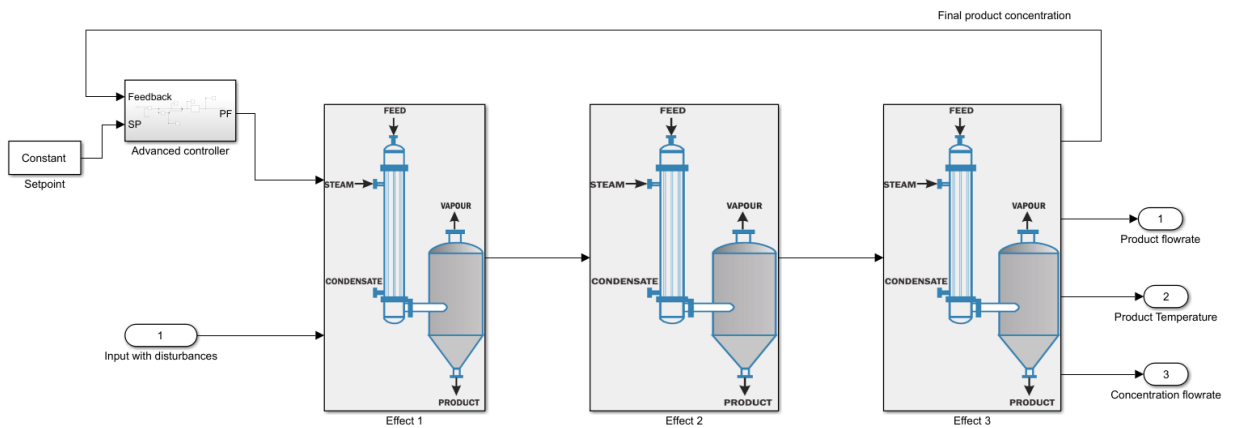 Final product concentration
Feedback
SP
PF
Advanced controller
Constant
Setpoint
1
Input with disturbances
FEED
STEAM
VAPOUR
CONDENSATE
PRODUCT
Effect 1
FEED
STEAM
VAPOUR
CONDENSATE
PRODUCT
Effect 2
FEED
STEAM
VAPOUR
CONDENSATE
PRODUCT
Effect 3
1
Product flowrate
2
Product Temperature
3
Concentration flowrate